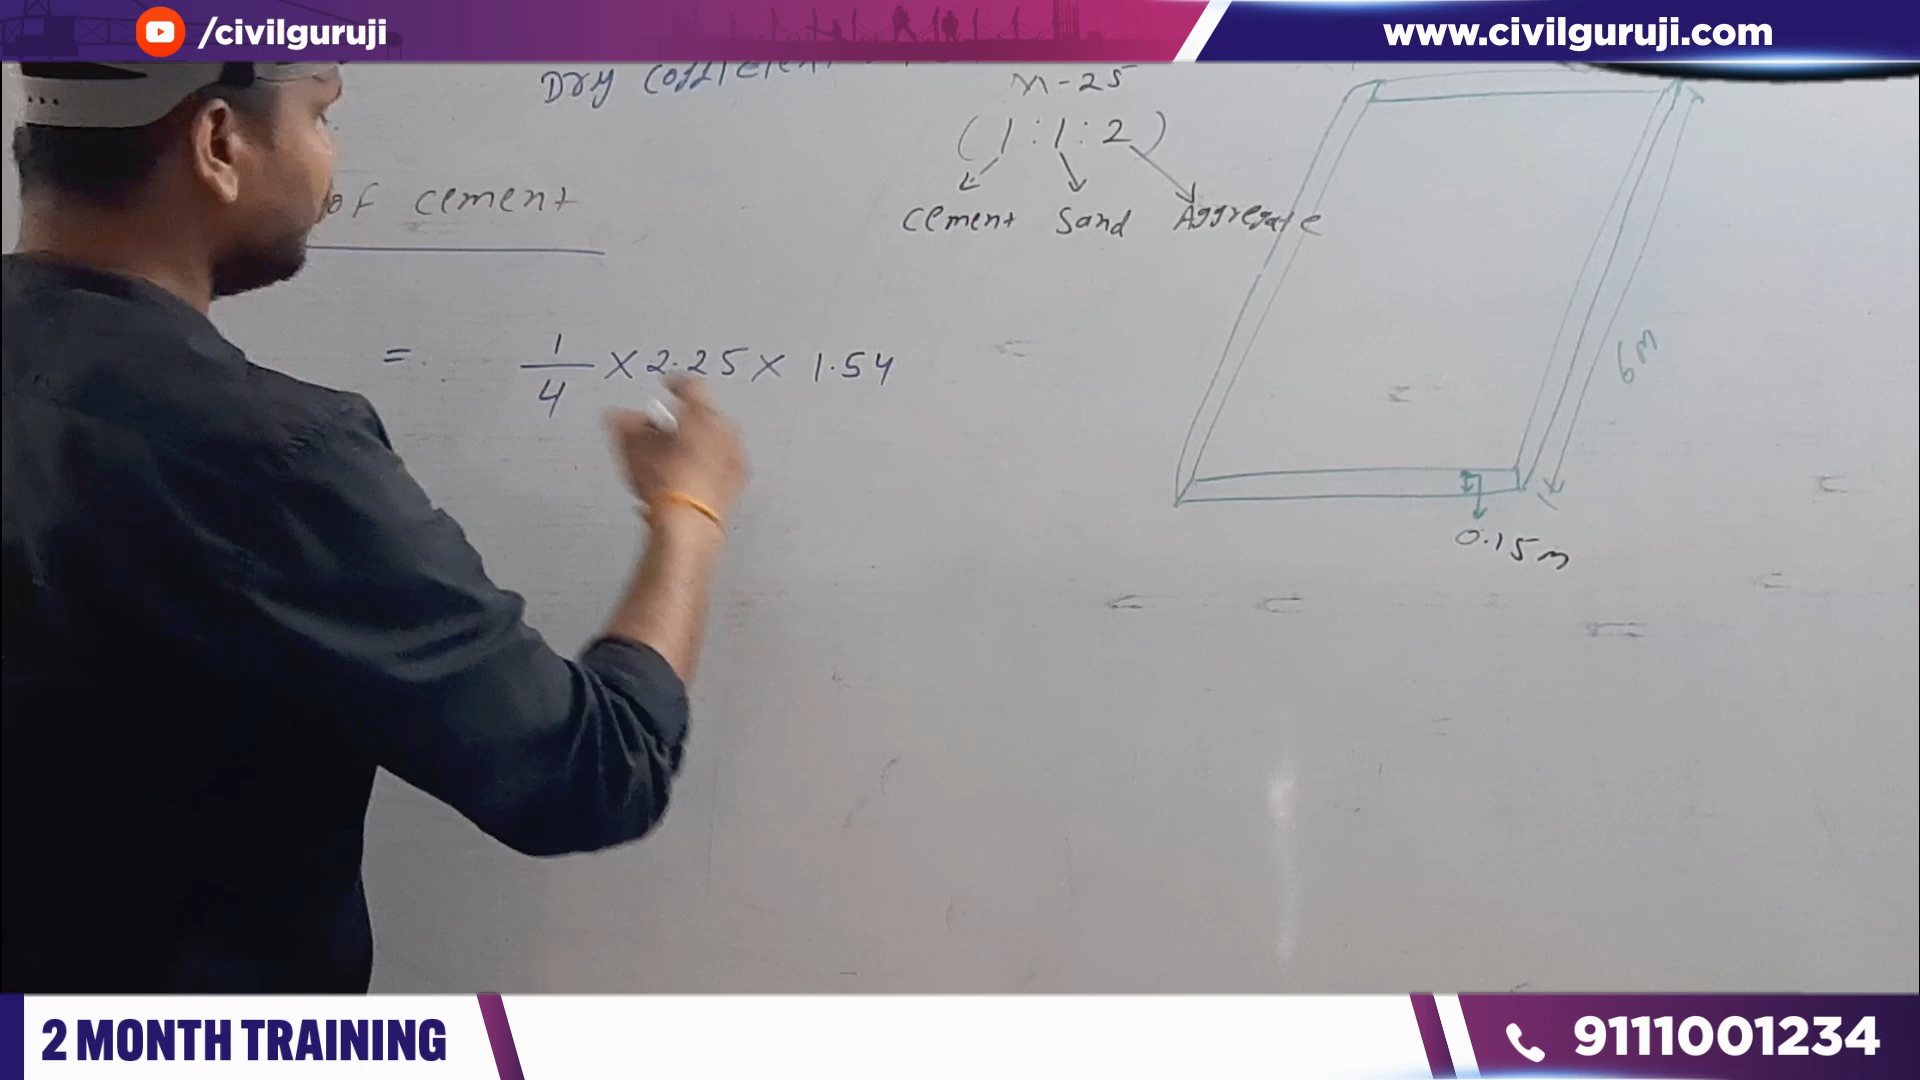 /civilguruji
www.civilguruji.com
Dry Coefficient
M-25
(1:1:2)
of cement
Cement Sand Aggregate
= 1/4 × 2.25 × 1.54
6m
0.15m
2 MONTH TRAINING
9111001234